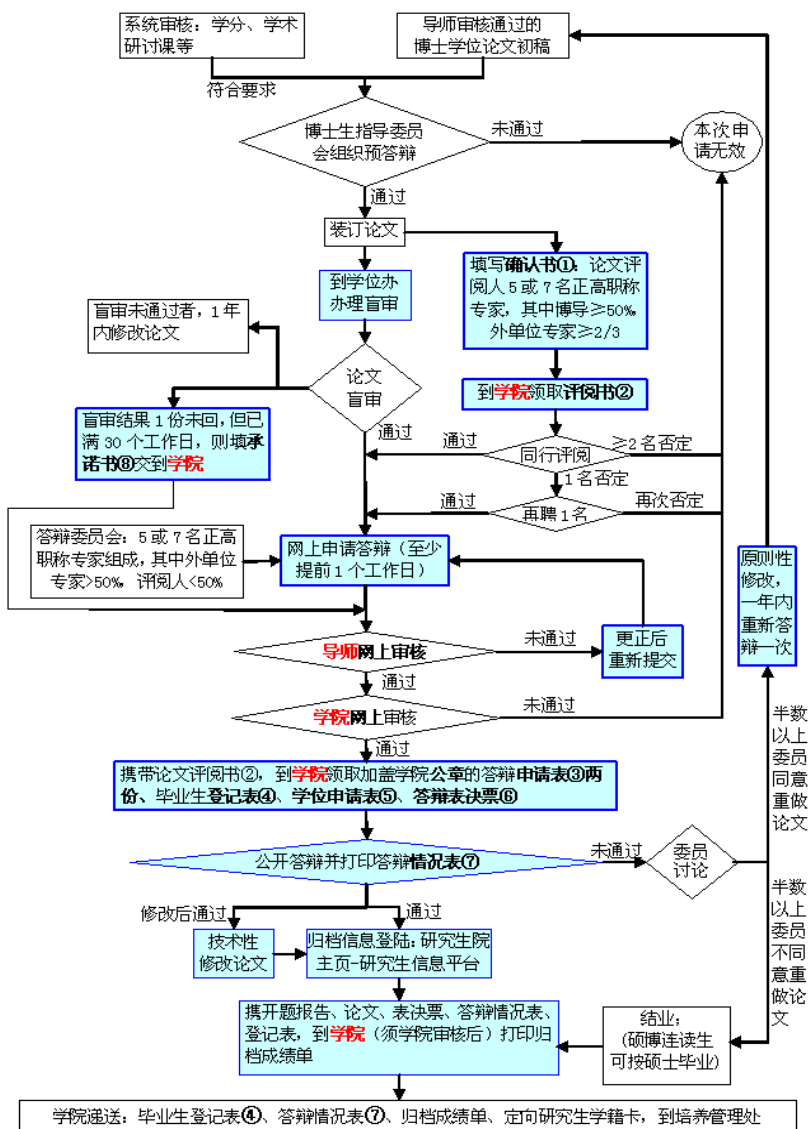 系统审核：学分、学术
研讨课等
导师审核通过的
博士学位论文初稿
符合要求
博士生指导委员
会组织预答辩
未通过
本次申
请无效
通过
装订论文
到学位办
办理盲审
填写确认书①：论文评
阅人5或7名正高职称
专家，其中博导≥50%，
外单位专家≥2/3
盲审未通过者，1年
内修改论文
论文
盲审
到学院领取评阅书②
盲审结果1份未回，但已
满30个工作日，则填承
诺书⑧交到学院
通过
通过
同行评阅
≥2名否定
1名否定
通过
再聘1名
再次否定
答辩委员会：5或7名正高
职称专家组成，其中外单位
专家>50%，评阅人<50%
网上申请答辩（至少
提前1个工作日）
原则性
修改，
一年内
重新答
辩一次
导师网上审核
未通过
更正后
重新提交
通过
学院网上审核
未通过
通过
半数
以上
委员
同意
重做
论文
携带论文评阅书②，到学院领取加盖学院公章的答辩申请表③两
份、毕业生登记表④、学位申请表⑤、答辩表决票⑥
公开答辩并打印答辩情况表⑦
未通过
委员
讨论
半数
以上
委员
不同
意重
做论
文
修改后通过
通过
技术性
修改论文
归档信息登陆：研究生院
主页-研究生信息平台
携开题报告、论文、表决票、答辩情况表、
登记表，到学院（须学院审核后）打印归
档成绩单
结业；
（硕博连读生
可按硕士毕业）
学院递送：毕业生登记表④、答辩情况表⑦、归档成绩单、定向研究生学籍卡，到培养管理处